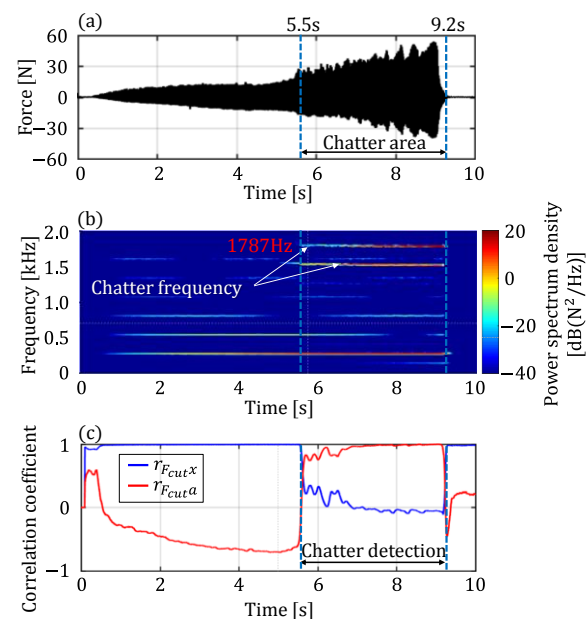 (a)
5.5s
9.2s
Force [N]
60
30
0
−30
−60
Chatter area
0
2
4
6
8
10
Time [s]
(b)
Frequency [kHz]
2.0
1.5
1.0
0.5
0
1787Hz
Chatter frequency
0
2
4
6
8
10
Time [s]
20
0
−20
−40
Power spectrum density
[dB(N²/Hz)]
(c)
Correlation coefficient
1
0
−1
r_{F_{cut}x}
r_{F_{cut}a}
Chatter detection
0
2
4
6
8
10
Time [s]